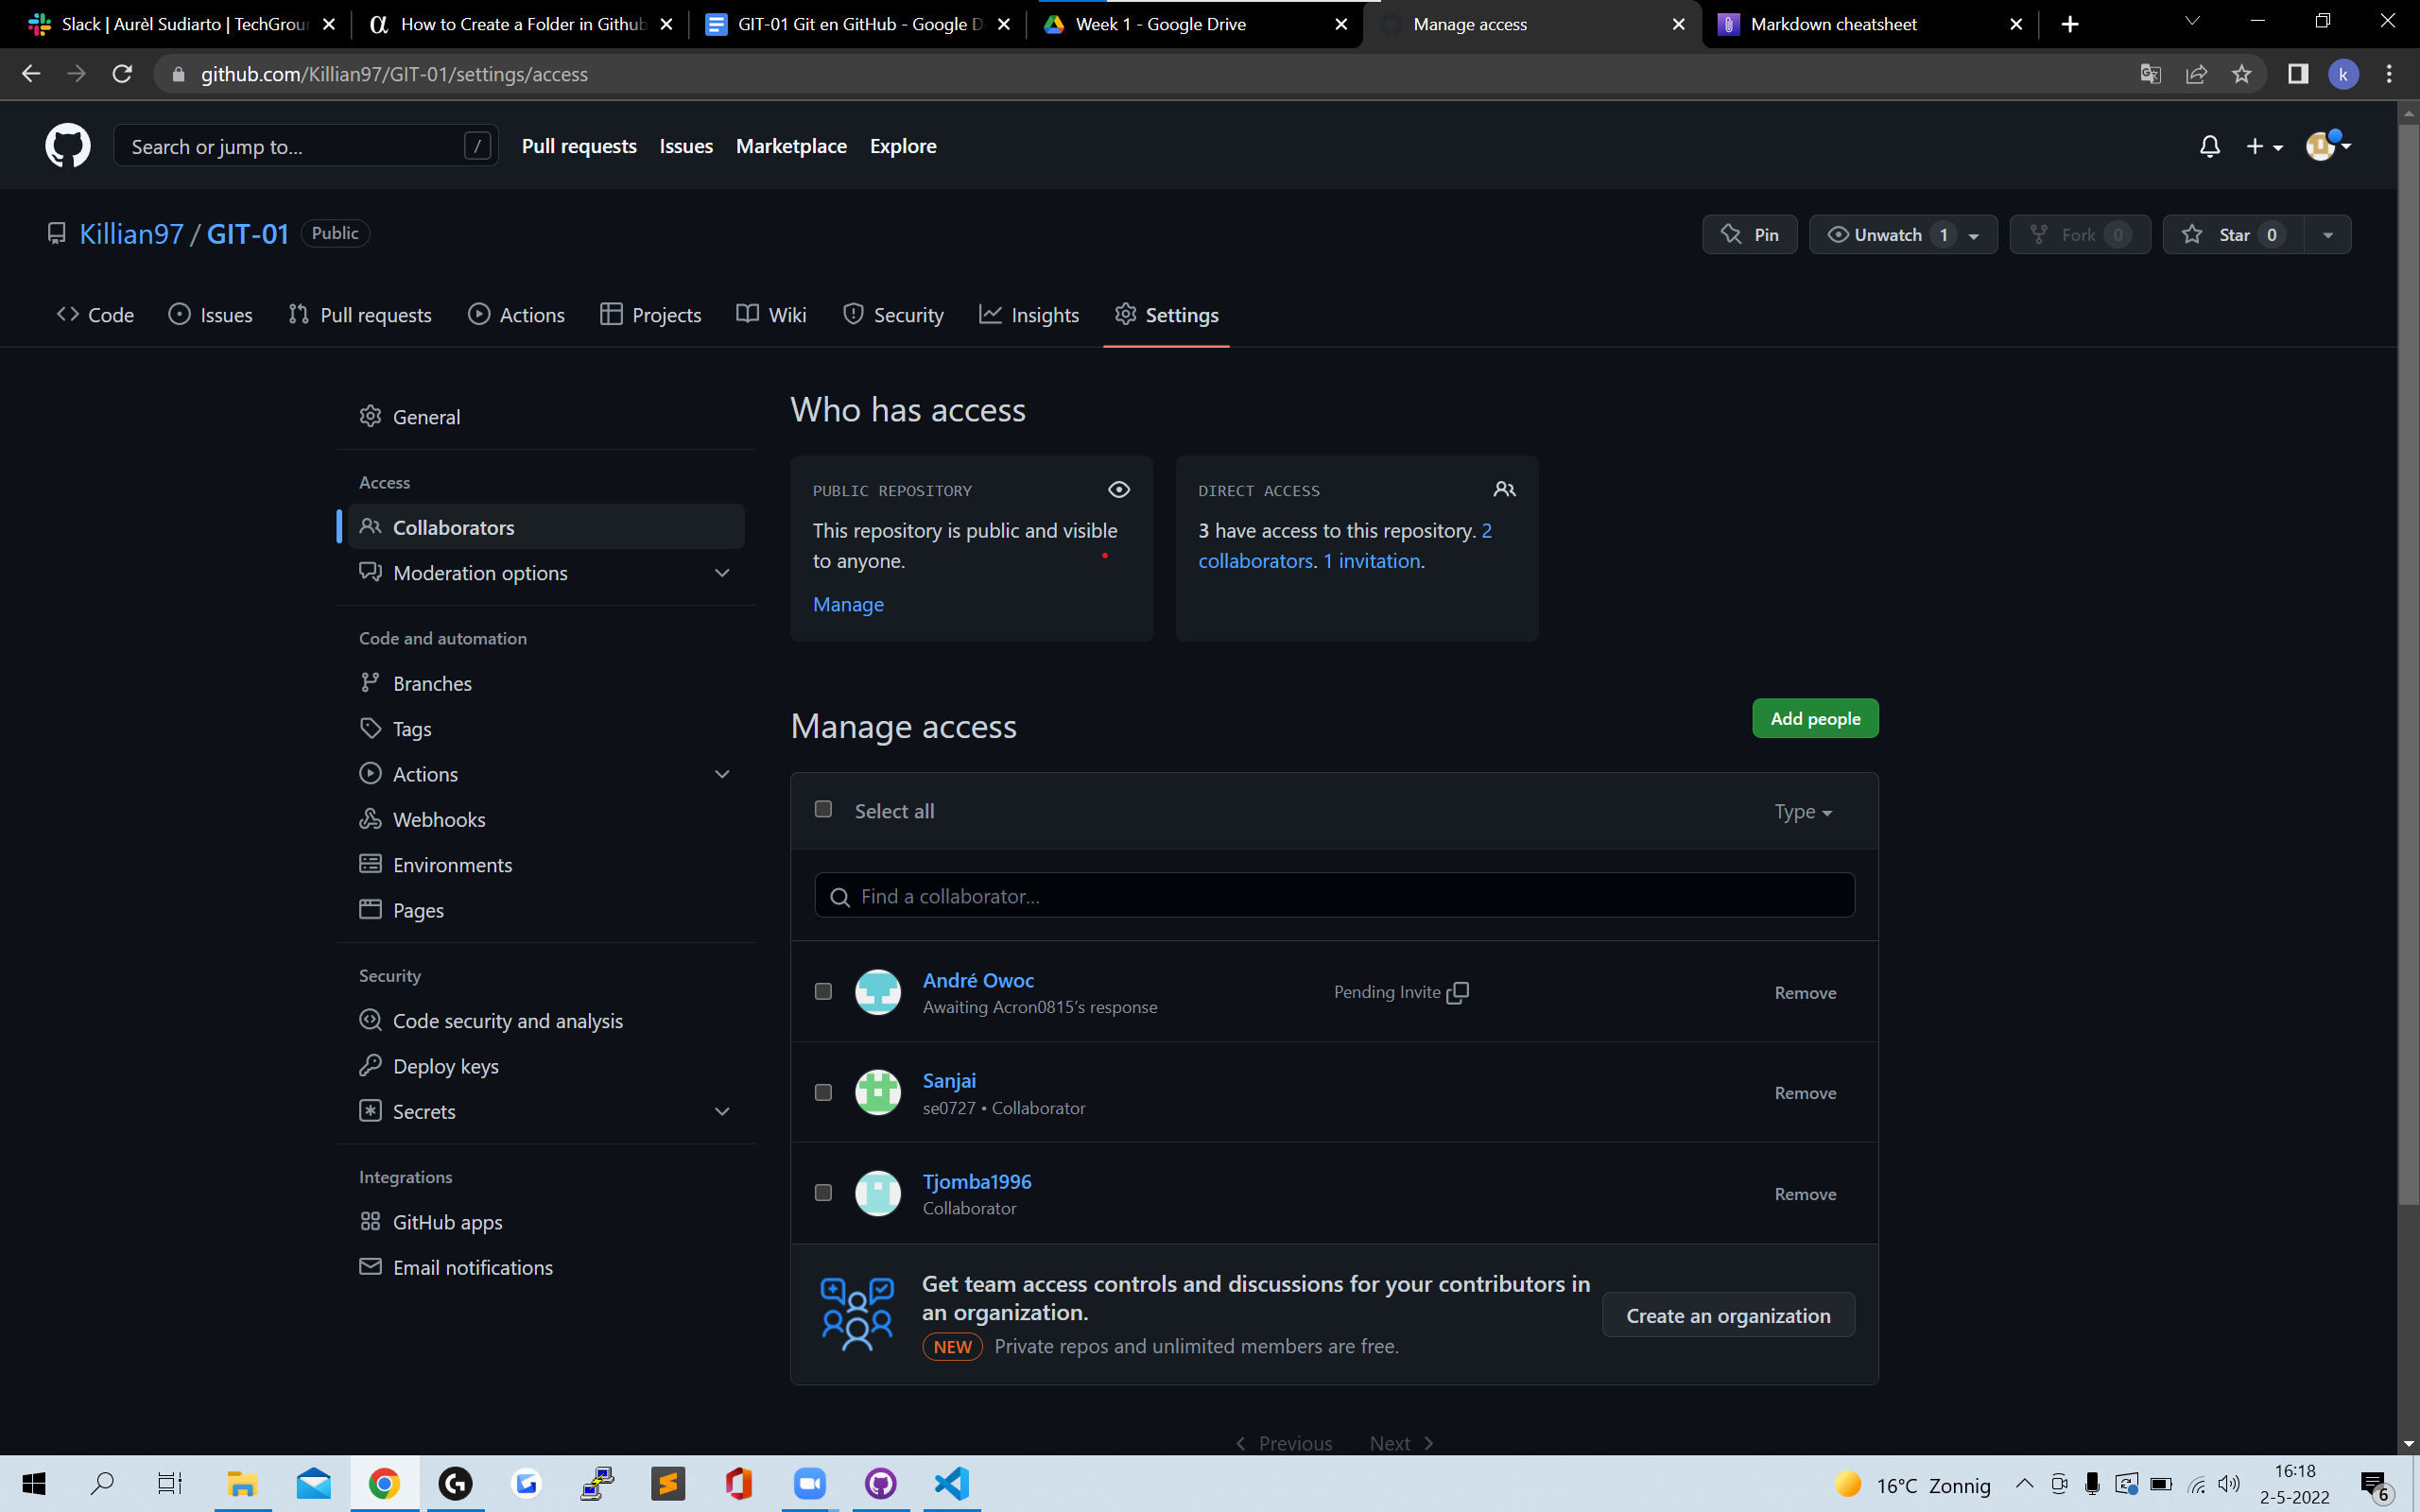 Slack | Aurèl Sudiarto | TechGrour
How to Create a Folder in Github
GIT-01 Git en GitHub - Google D
Week 1 - Google Drive
Manage access
Markdown cheatsheet
github.com/Killian97/GIT-01/settings/access
k
Search or jump to...
/
Pull requests
Issues
Marketplace
Explore
Killian97 / GIT-01
Public
Pin
Unwatch 1
Fork 0
Star 0
Code
Issues
Pull requests
Actions
Projects
Wiki
Security
Insights
Settings
General
Access
Collaborators
Moderation options
Code and automation
Branches
Tags
Actions
Webhooks
Environments
Pages
Security
Code security and analysis
Deploy keys
Secrets
Integrations
GitHub apps
Email notifications
Who has access
PUBLIC REPOSITORY
This repository is public and visible
to anyone.
Manage
DIRECT ACCESS
3 have access to this repository. 2
collaborators. 1 invitation.
Manage access
Add people
Select all
Type
Find a collaborator...
André Owoc
Awaiting Acron0815's response
Pending Invite
Remove
Sanjai
se0727 • Collaborator
Remove
Tjomba1996
Collaborator
Remove
Get team access controls and discussions for your contributors in
an organization.
NEW Private repos and unlimited members are free.
Create an organization
Previous
Next
16°C Zonnig
16:18
2-5-2022
6